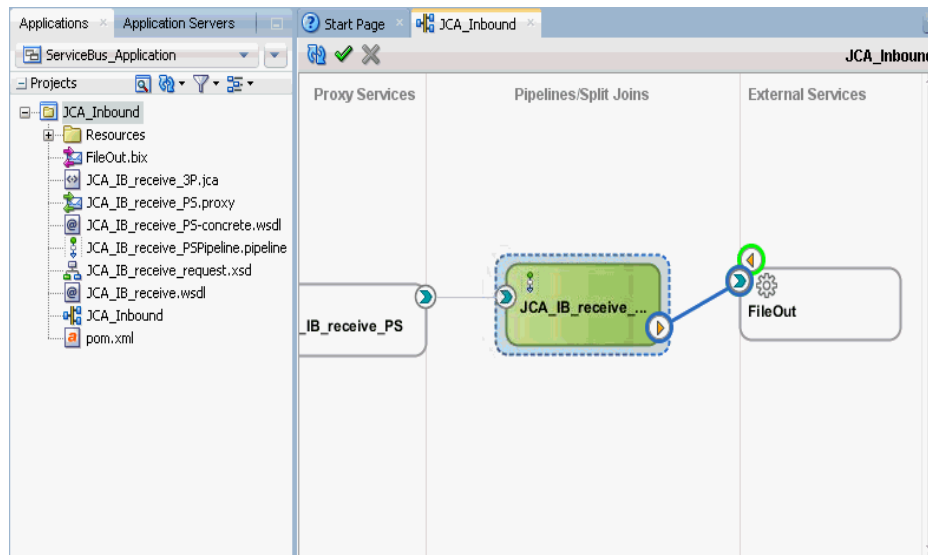 Applications
Application Servers
Start Page
JCA_Inbound
ServiceBus_Application
JCA_Inbound
Projects
Proxy Services
Pipelines/Split Joins
External Services
JCA_Inbound
Resources
FileOut.bix
JCA_IB_receive_3P.jca
JCA_IB_receive_PS.proxy
JCA_IB_receive_PS-concrete.wsdl
JCA_IB_receive_PSPipeline.pipeline
JCA_IB_receive_request.xsd
JCA_IB_receive.wsdl
JCA_Inbound
pom.xml
_IB_receive_PS
JCA_IB_receive_...
FileOut